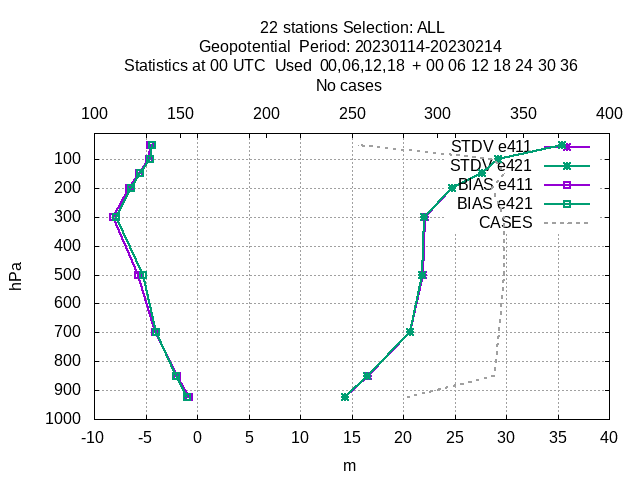 22 stations Selection: ALL
Geopotential  Period: 20230114-20230214
Statistics at 00 UTC  Used  00,06,12,18  + 00 06 12 18 24 30 36
No cases
100 150 200 250 300 350 400
STDV e411
STDV e421
BIAS e411
BIAS e421
CASES
100
200
300
400
500
600
700
800
900
1000
hPa
-10 -5 0 5 10 15 20 25 30 35 40
m